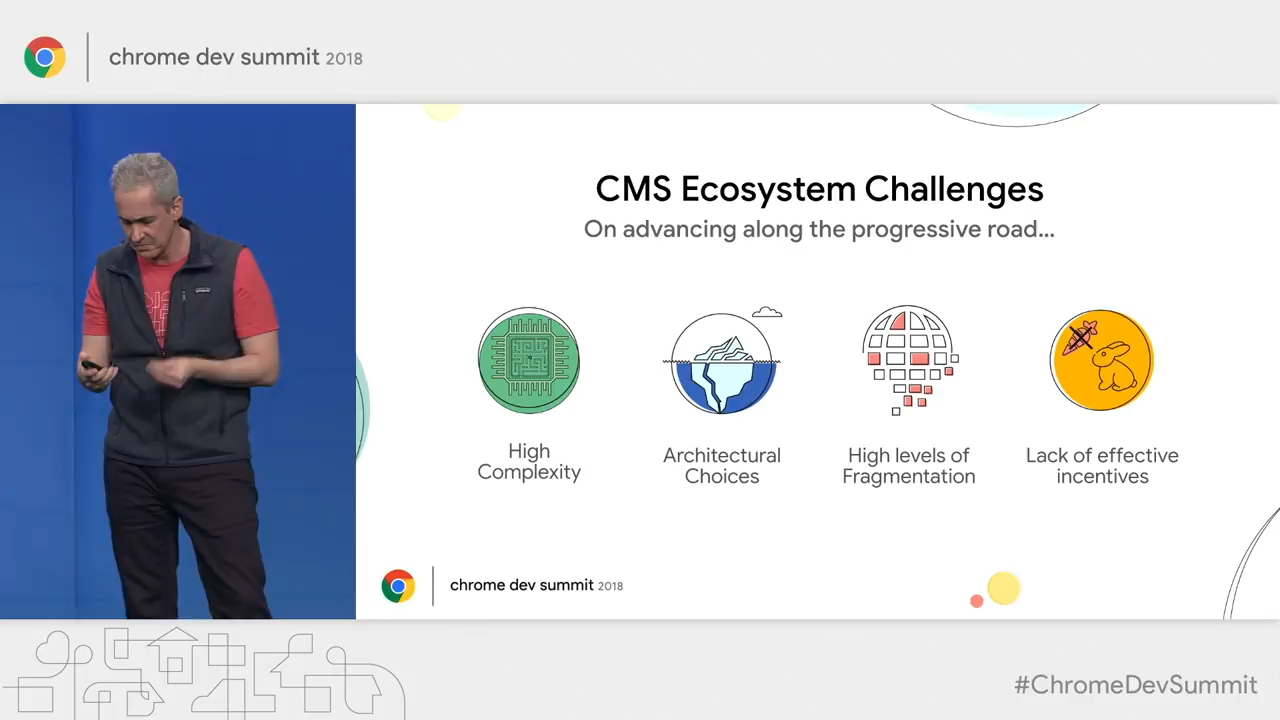 chrome dev summit 2018
CMS Ecosystem Challenges
On advancing along the progressive road...
High
Complexity
Architectural
Choices
High levels of
Fragmentation
Lack of effective
incentives
chrome dev summit 2018
#ChromeDevSummit